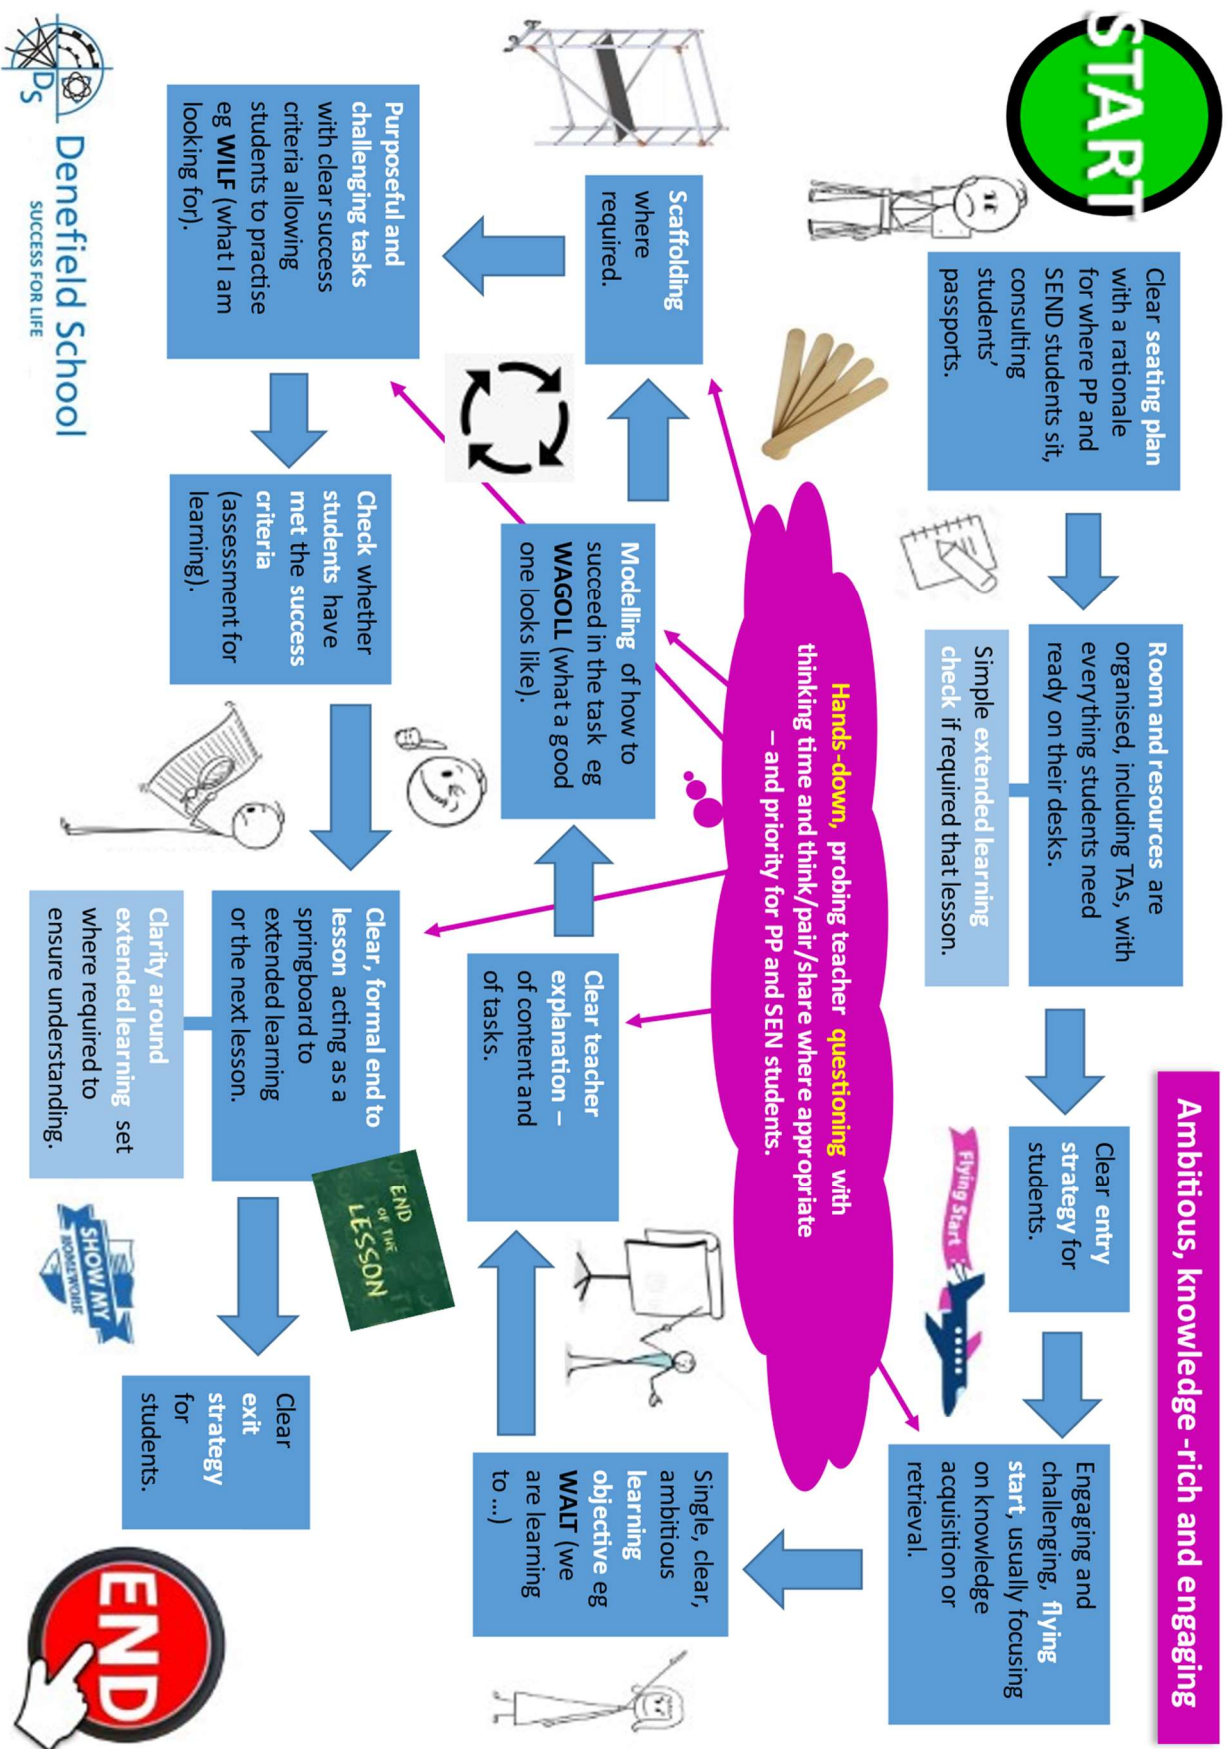 START
Ambitious, knowledge -rich and engaging
Clear seating plan
with a rationale
for where PP and
SEND students sit,
consulting
students’
passports.
Room and resources are
organised, including TAs, with
everything students need
ready on their desks.
Simple extended learning
check if required that lesson.
Clear entry
strategy for
students.
Flying Start
Engaging and
challenging, flying
start, usually focusing
on knowledge
acquisition or
retrieval.
Hands-down, probing teacher questioning with
thinking time and think/pair/share where appropriate
– and priority for PP and SEN students.
Single, clear,
ambitious
learning
objective eg
WALT (we
are learning
to ...)
Clear teacher
explanation –
of content and
of tasks.
Modelling of how to
succeed in the task eg
WAGOLL (what a good
one looks like).
Scaffolding
where
required.
Purposeful and
challenging tasks
with clear success
criteria allowing
students to practise
eg WILF (what I am
looking for).
Check whether
students have
met the success
criteria
(assessment for
learning).
Clear, formal end to
lesson acting as a
springboard to
extended learning
or the next lesson.
END
OF THE
LESSON
Clarity around
extended learning set
where required to
ensure understanding.
SHOW MY
HOMEWORK
Clear
exit
strategy
for
students.
END
Ds
Denefield School
SUCCESS FOR LIFE